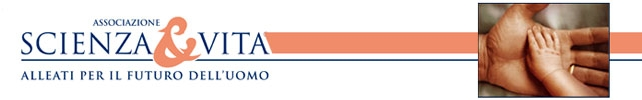 ASSOCIAZIONE
SCIENZA & VITA
ALLEATI PER IL FUTURO DELL'UOMO